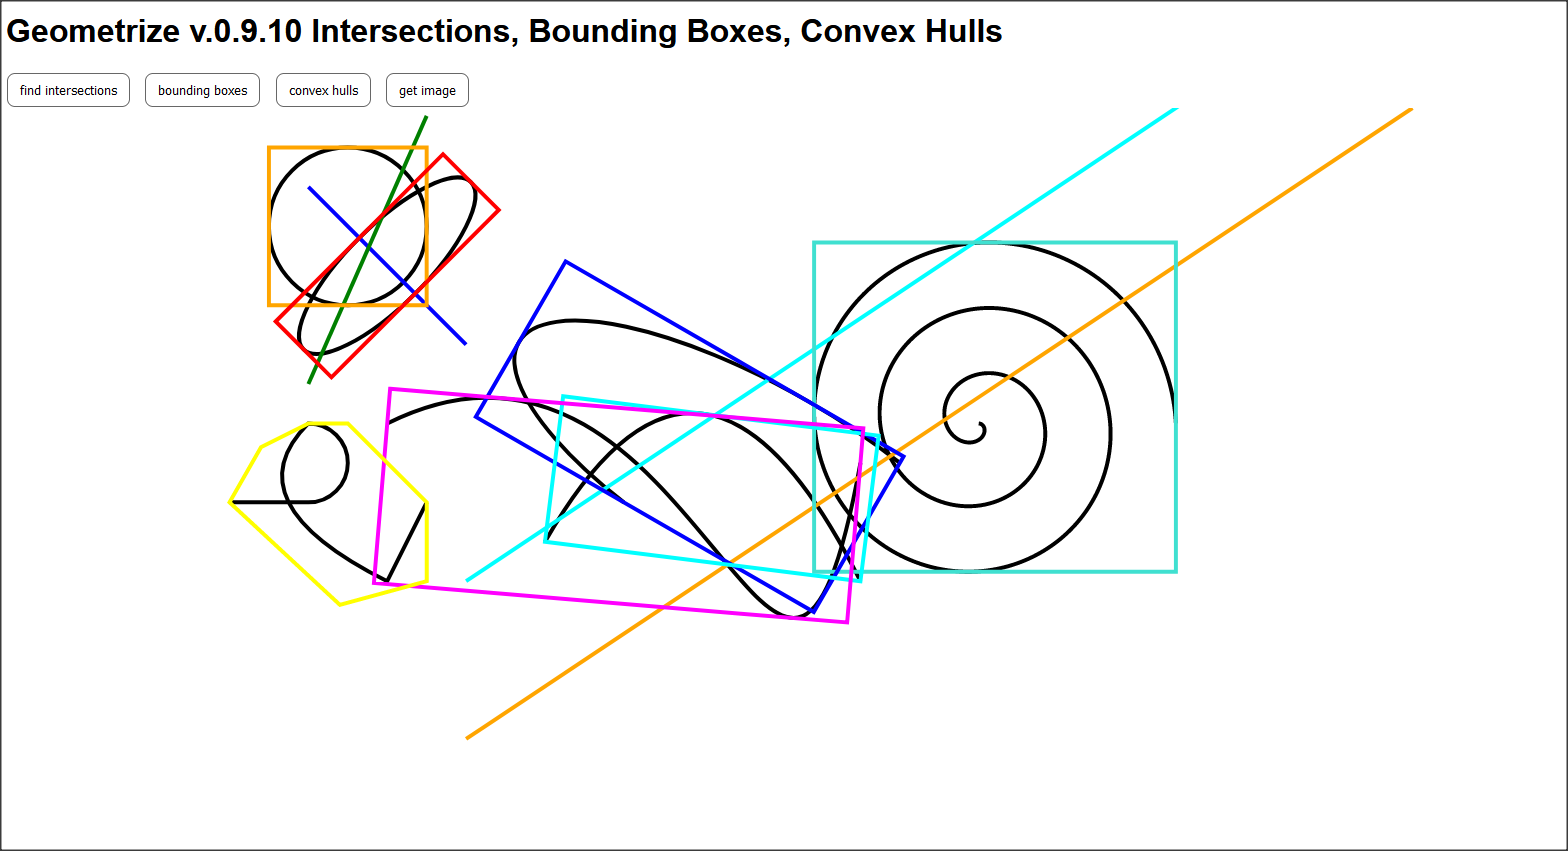 Geometrize v.0.9.10 Intersections, Bounding Boxes, Convex Hulls
find intersections bounding boxes convex hulls get image